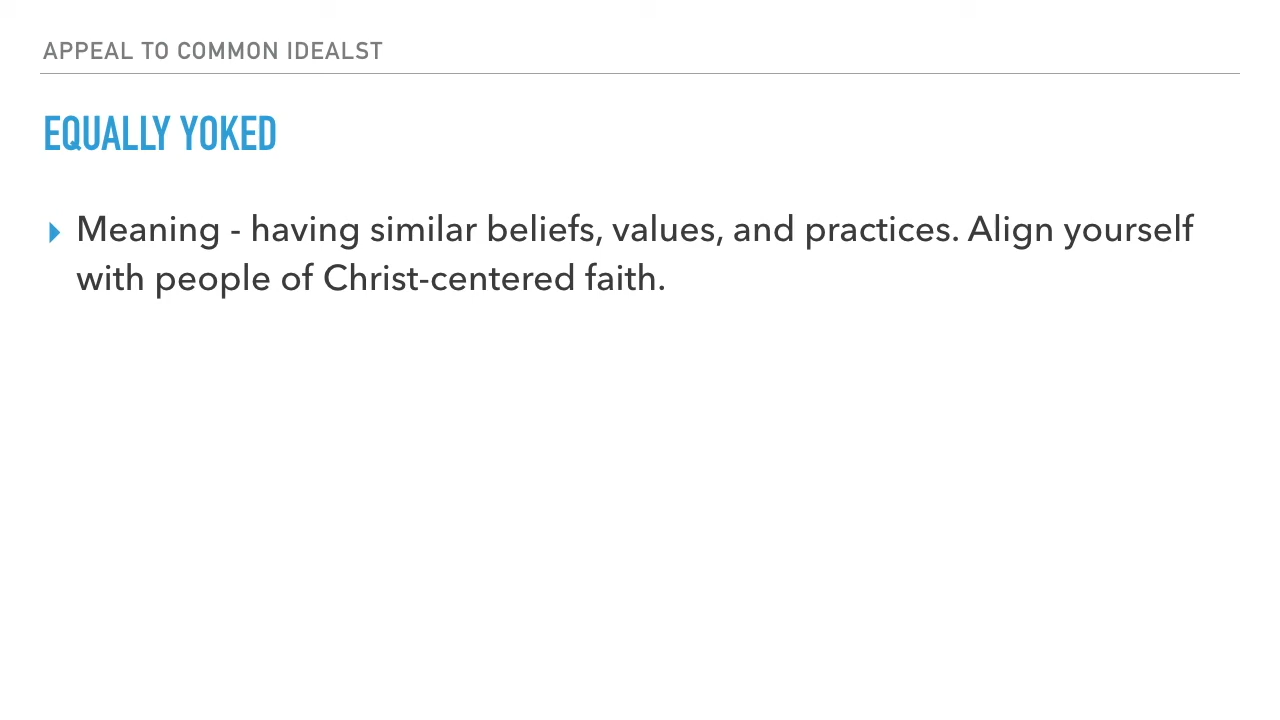 APPEAL TO COMMON IDEALST
EQUALLY YOKED
Meaning - having similar beliefs, values, and practices. Align yourself
with people of Christ-centered faith.